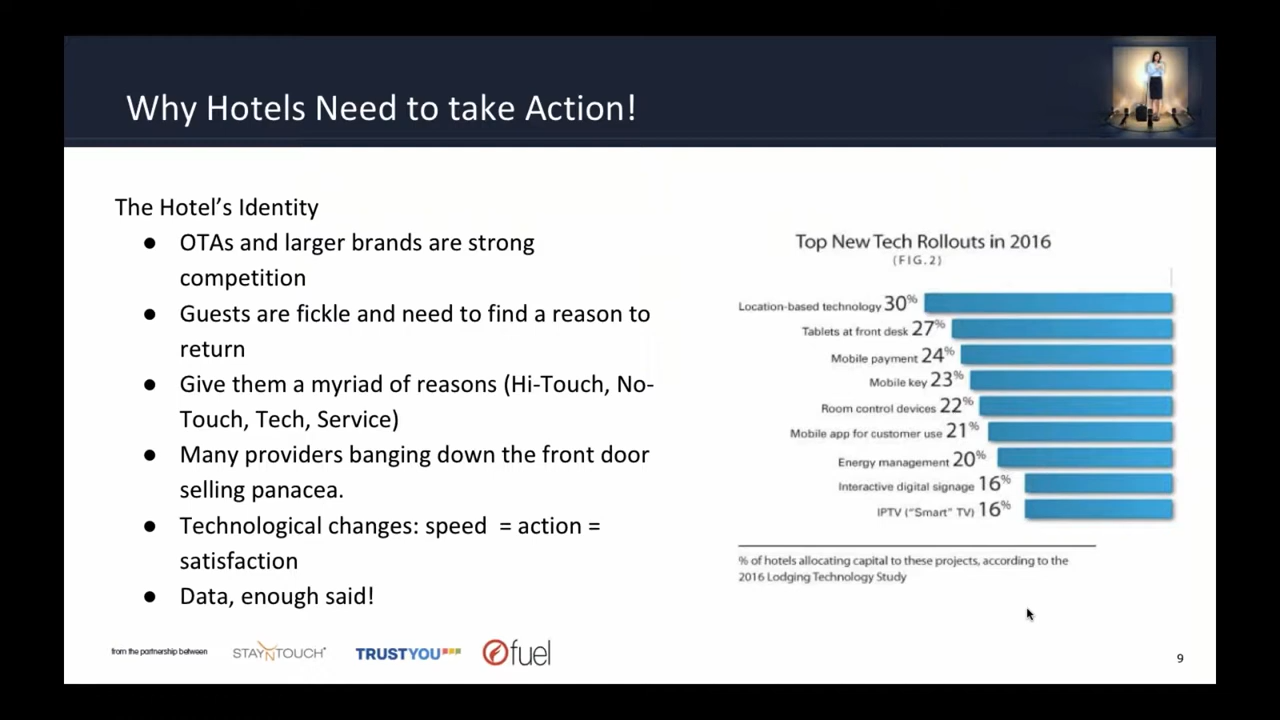 Why Hotels Need to take Action!
The Hotel's Identity
● OTAs and larger brands are strong
competition
● Guests are fickle and need to find a reason to
return
● Give them a myriad of reasons (Hi-Touch, No-
Touch, Tech, Service)
● Many providers banging down the front door
selling panacea.
● Technological changes: speed  = action =
satisfaction
● Data, enough said!
Top New Tech Rollouts in 2016
(FIG.2)
Location-based technology 30%
Tablets at front desk 27%
Mobile payment 24%
Mobile key 23%
Room control devices 22%
Mobile app for customer use 21%
Energy management 20%
Interactive digital signage 16%
IPTV ("Smart" TV) 16%
% of hotels allocating capital to these projects, according to the
2016 Lodging Technology Study
from the partnership between STAYNTOUCH TRUSTYOU fuel
9